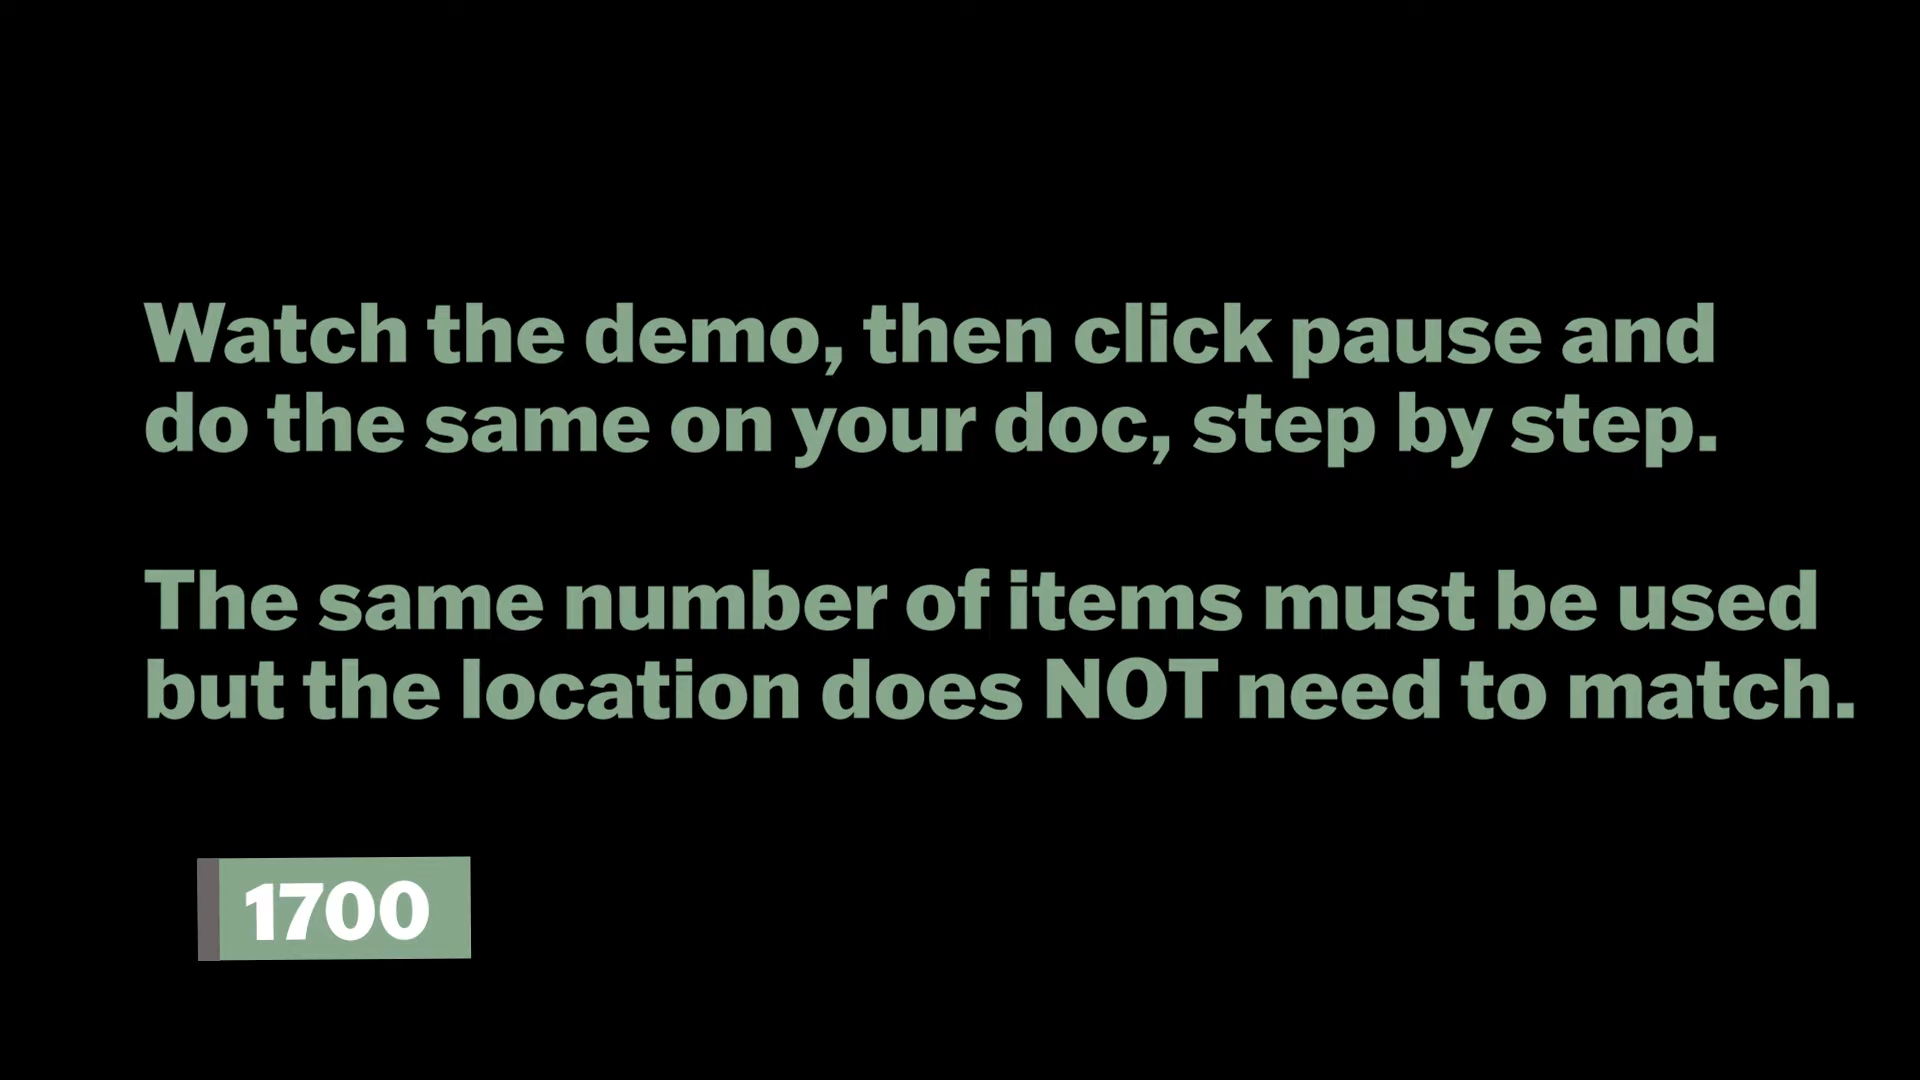 Watch the demo, then click pause and
do the same on your doc, step by step.
The same number of items must be used
but the location does NOT need to match.
1700